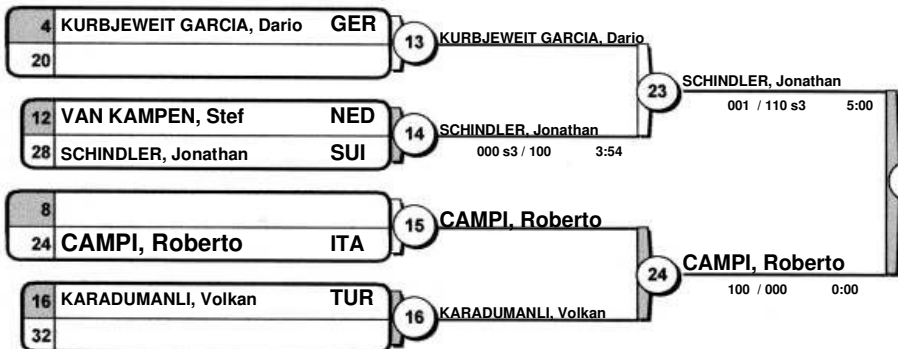 4 KURBJEWEIT GARCIA, Dario GER
20
13 KURBJEWEIT GARCIA, Dario
12 VAN KAMPEN, Stef NED
28 SCHINDLER, Jonathan SUI
14 SCHINDLER, Jonathan
000 s3 / 100 3:54
23 SCHINDLER, Jonathan
001 / 110 s3 5:00
8
24 CAMPI, Roberto ITA
15 CAMPI, Roberto
16 KARADUMANLI, Volkan TUR
32
16 KARADUMANLI, Volkan
24 CAMPI, Roberto
100 / 000 0:00